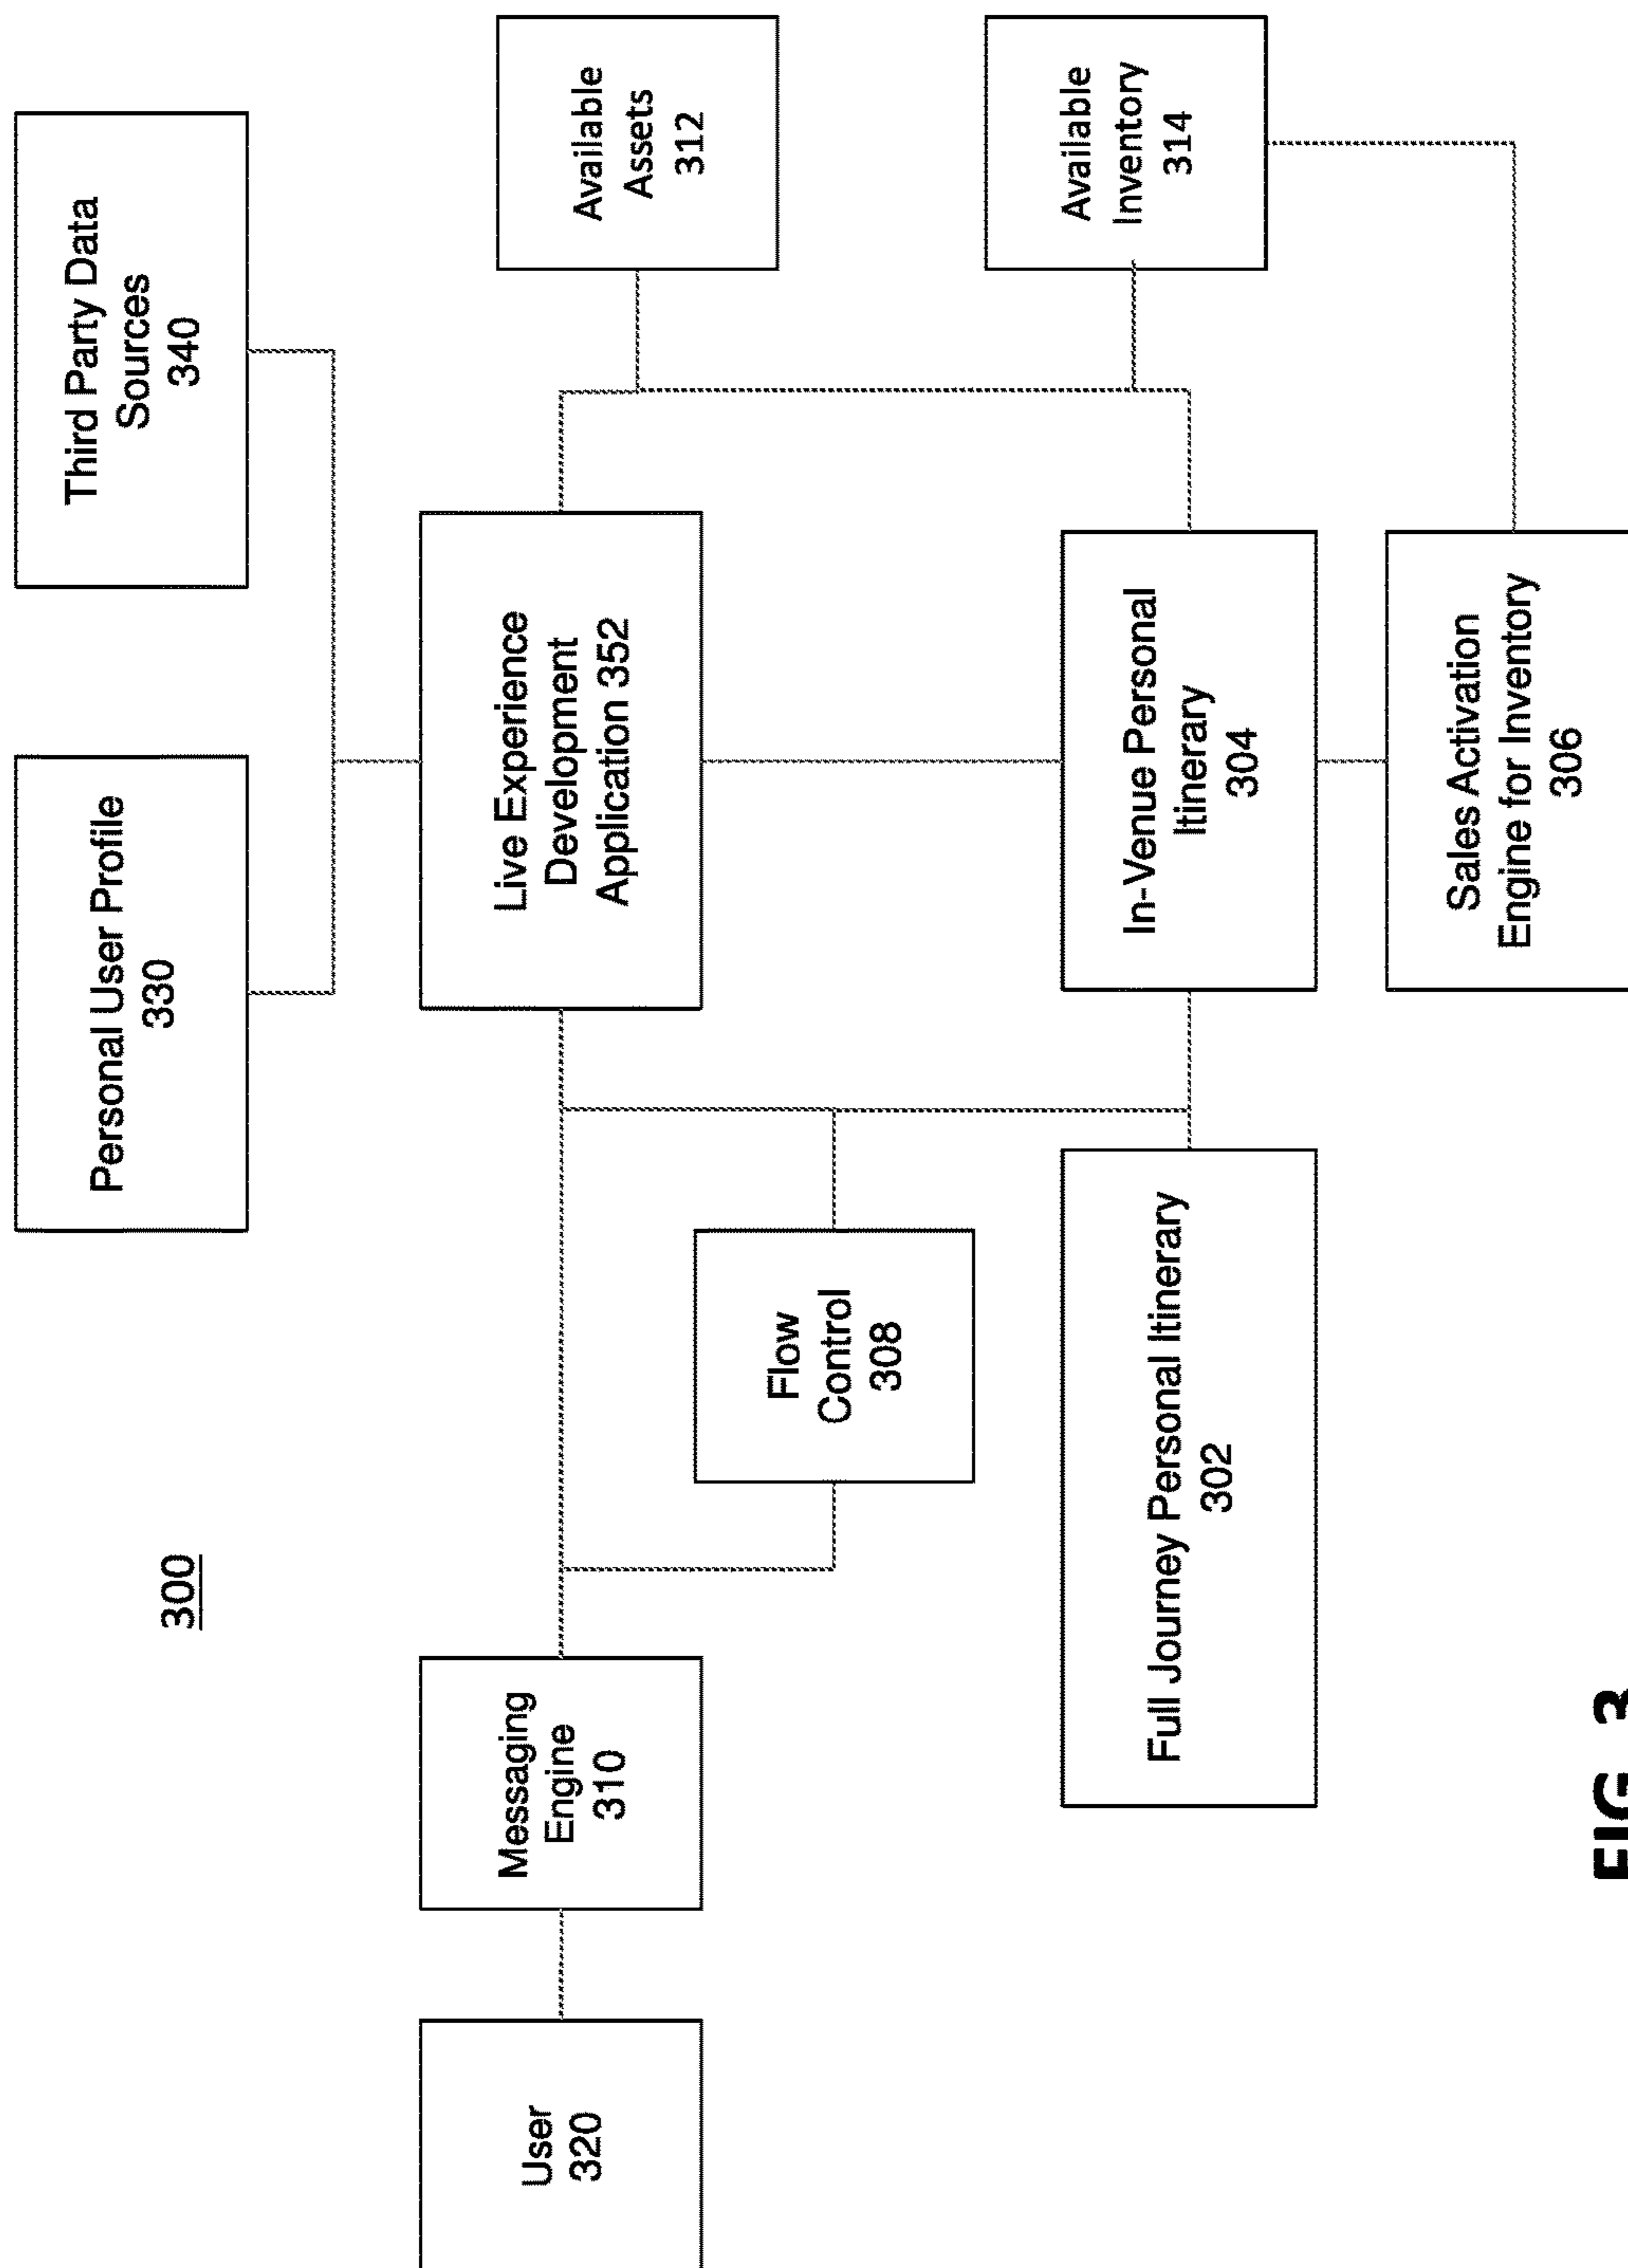 300
Personal User Profile
330
Third Party Data
Sources
340
User
320
Messaging
Engine
310
Live Experience
Development
Application 352
Available
Assets
312
Flow
Control
308
Full Journey Personal Itinerary
302
In-Venue Personal
Itinerary
304
Available
Inventory
314
Sales Activation
Engine for Inventory
306
FIG. 3